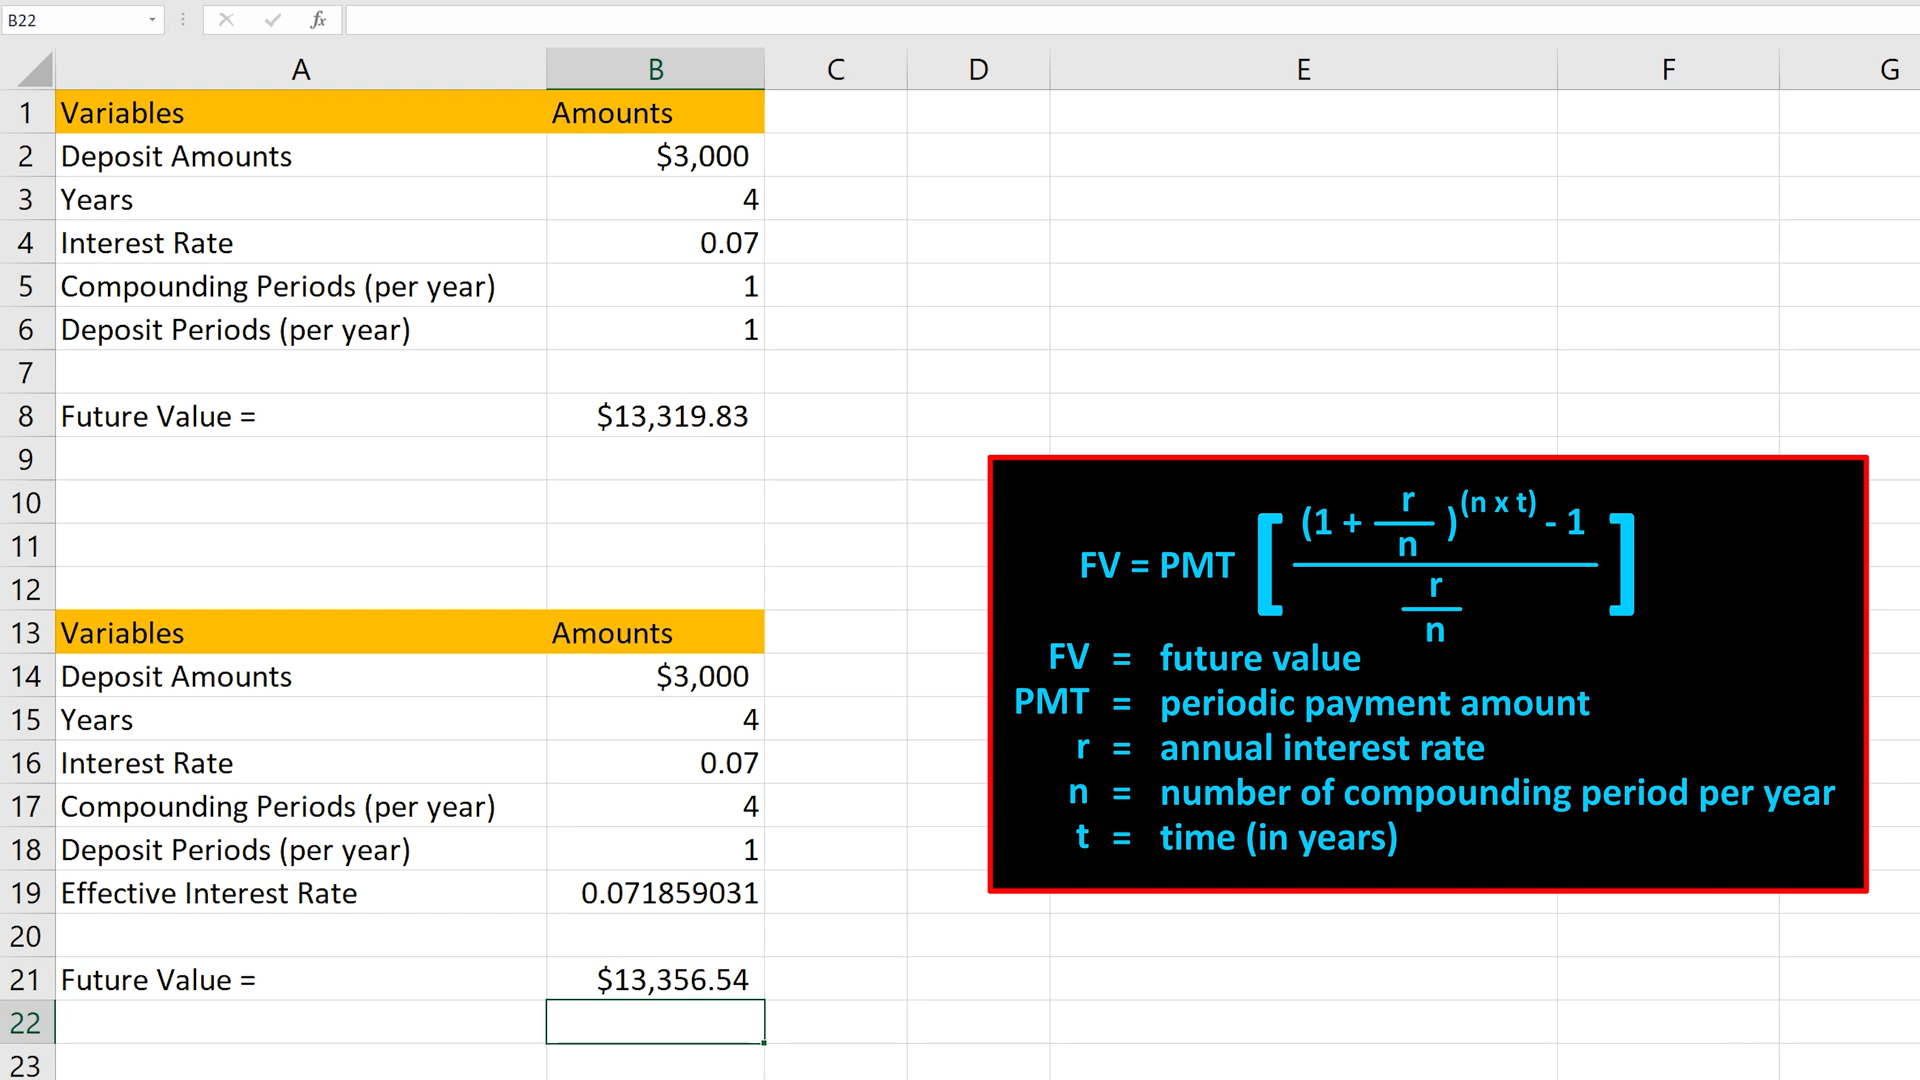 B22
fx
A B C D E F G
1 Variables Amounts
2 Deposit Amounts $3,000
3 Years 4
4 Interest Rate 0.07
5 Compounding Periods (per year) 1
6 Deposit Periods (per year) 1
7
8 Future Value = $13,319.83
9
10
11
12
13 Variables Amounts
14 Deposit Amounts $3,000
15 Years 4
16 Interest Rate 0.07
17 Compounding Periods (per year) 4
18 Deposit Periods (per year) 1
19 Effective Interest Rate 0.071859031
20
21 Future Value = $13,356.54
22
23
FV = PMT [ (1 + r/n )^(n x t) - 1 / r/n ]
FV = future value
PMT = periodic payment amount
r = annual interest rate
n = number of compounding period per year
t = time (in years)